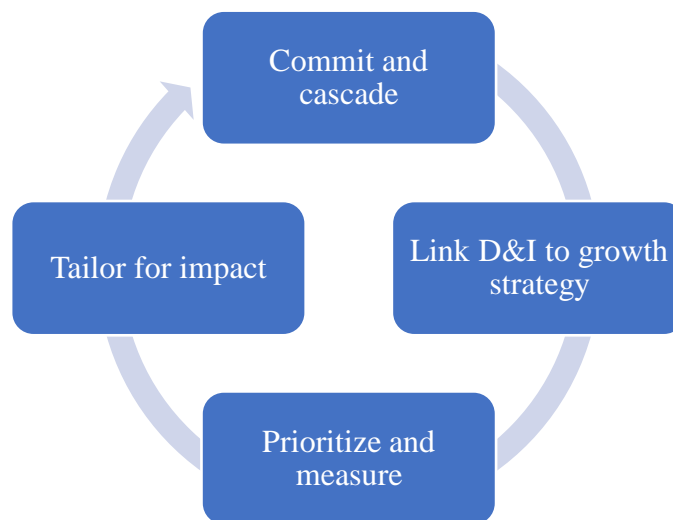 Commit and
cascade
Link D&I to growth
strategy
Prioritize and
measure
Tailor for impact